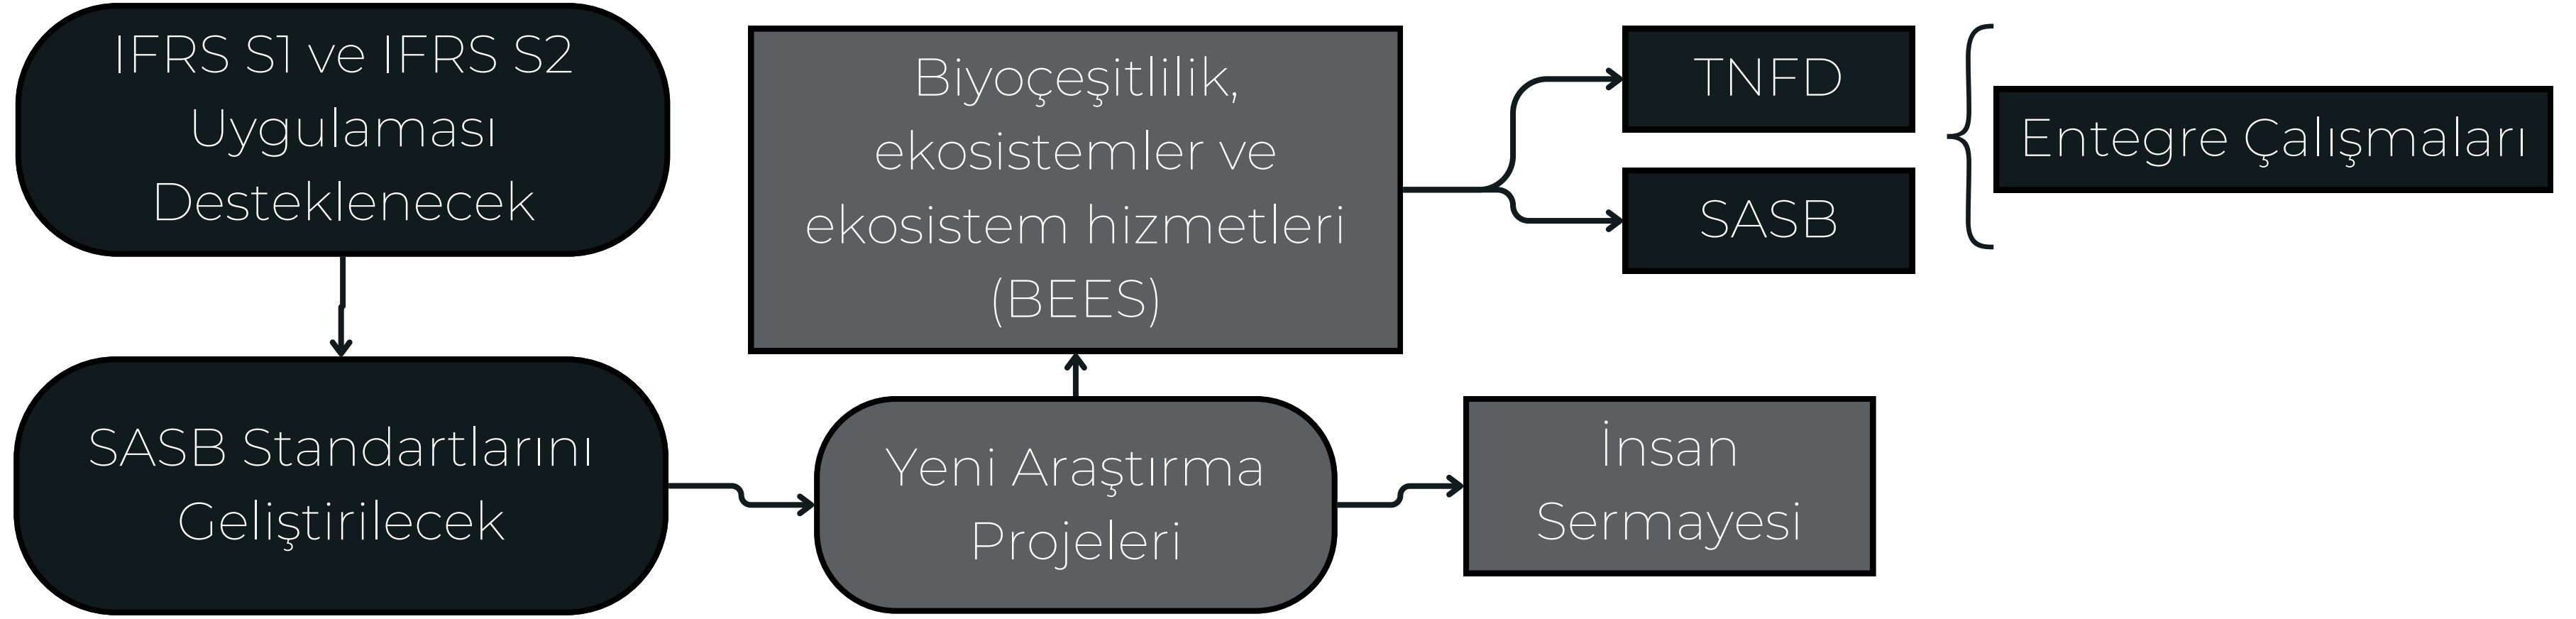 IFRS S1 ve IFRS S2
Uygulaması
Desteklenecek
SASB Standartlarını
Geliştirilecek
Yeni Araştırma
Projeleri
Biyoçeşitlilik,
ekosistemler ve
ekosistem hizmetleri
(BEES)
TNFD
SASB
Entegre Çalışmaları
İnsan
Sermayesi